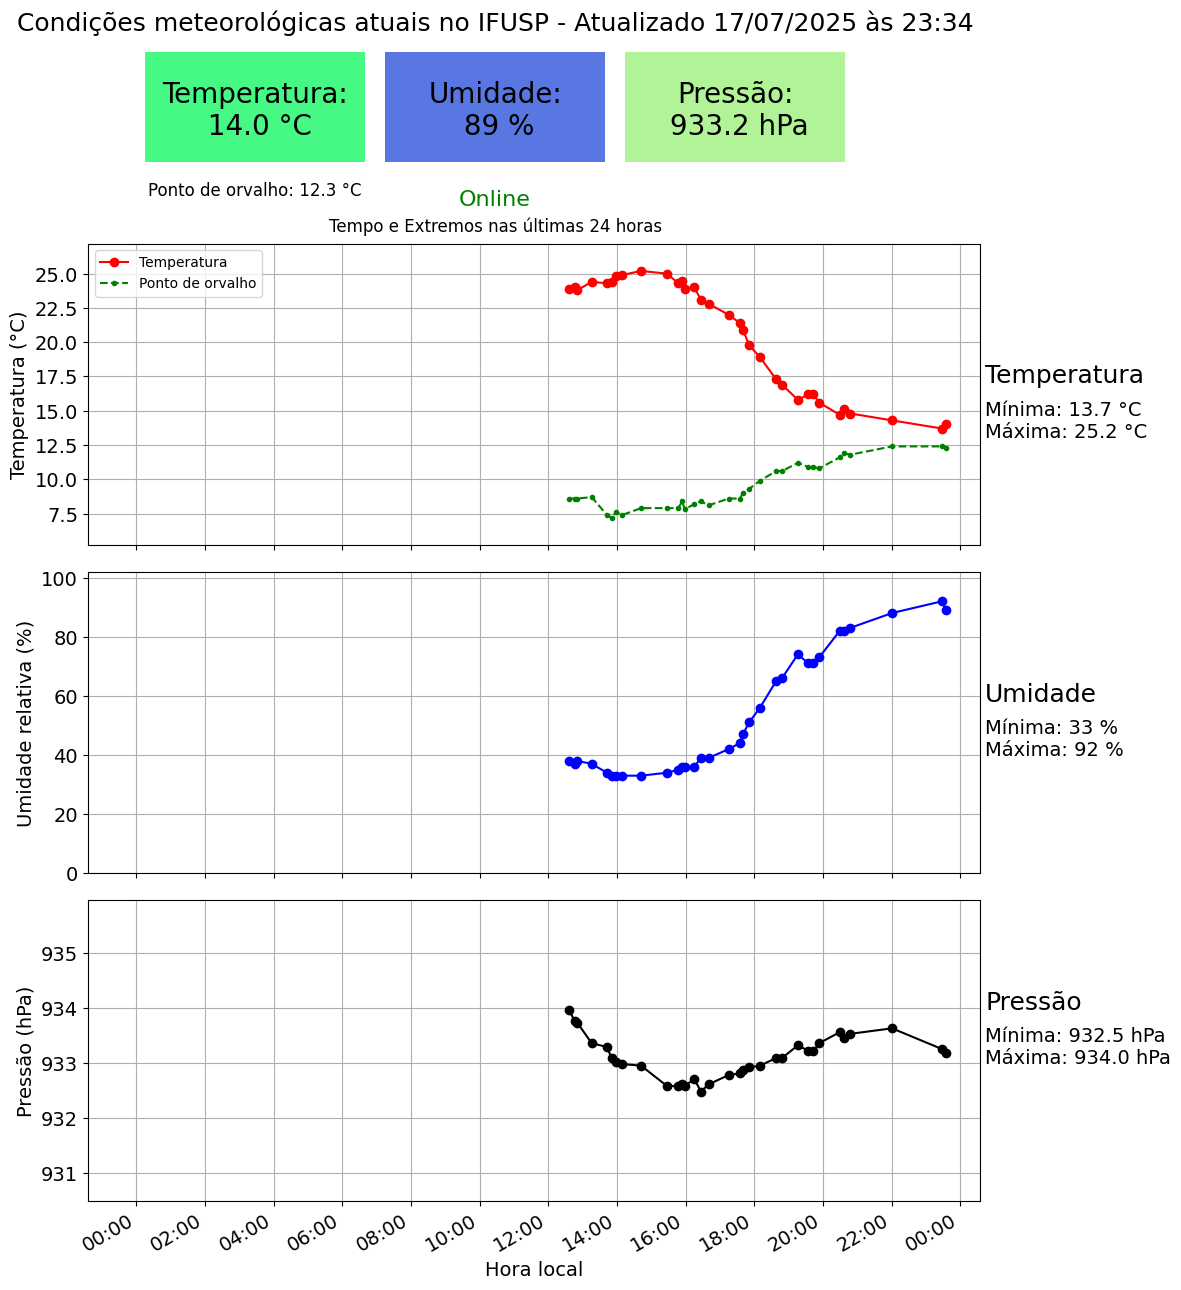 Condições meteorológicas atuais no IFUSP - Atualizado 17/07/2025 às 23:34
Temperatura:
14.0 °C
Umidade:
89 %
Pressão:
933.2 hPa
Ponto de orvalho: 12.3 °C
Online
Tempo e Extremos nas últimas 24 horas
Temperatura
Ponto de orvalho
Temperatura (°C)
25.0
22.5
20.0
17.5
15.0
12.5
10.0
7.5
Temperatura
Mínima: 13.7 °C
Máxima: 25.2 °C
Umidade relativa (%)
100
80
60
40
20
0
Umidade
Mínima: 33 %
Máxima: 92 %
Pressão (hPa)
935
934
933
932
931
Pressão
Mínima: 932.5 hPa
Máxima: 934.0 hPa
00:00
02:00
04:00
06:00
08:00
10:00
12:00
14:00
16:00
18:00
20:00
22:00
00:00
Hora local